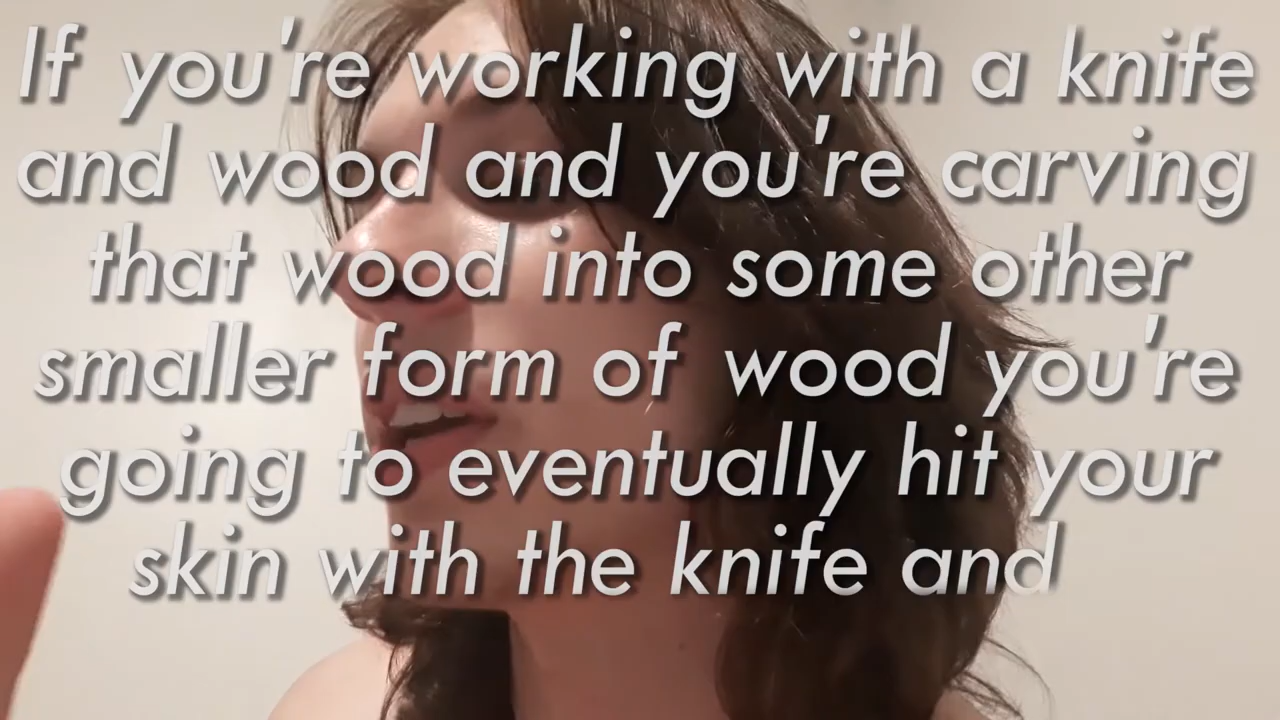 If you're working with a knife
and wood and you're carving
that wood into some other
smaller form of wood you're
going to eventually hit your
skin with the knife and